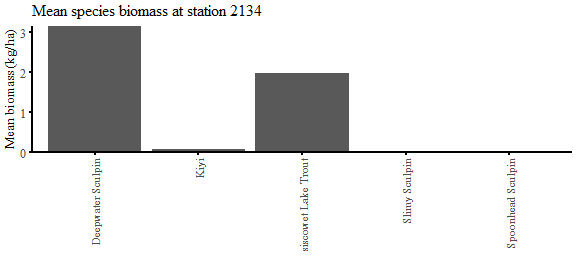 Mean species biomass at station 2134
Mean biomass (kg/ha)
3
2
1
0
Deepwater Sculpin
Kiyi
siscowet Lake Trout
Slimy Sculpin
Spoonhead Sculpin